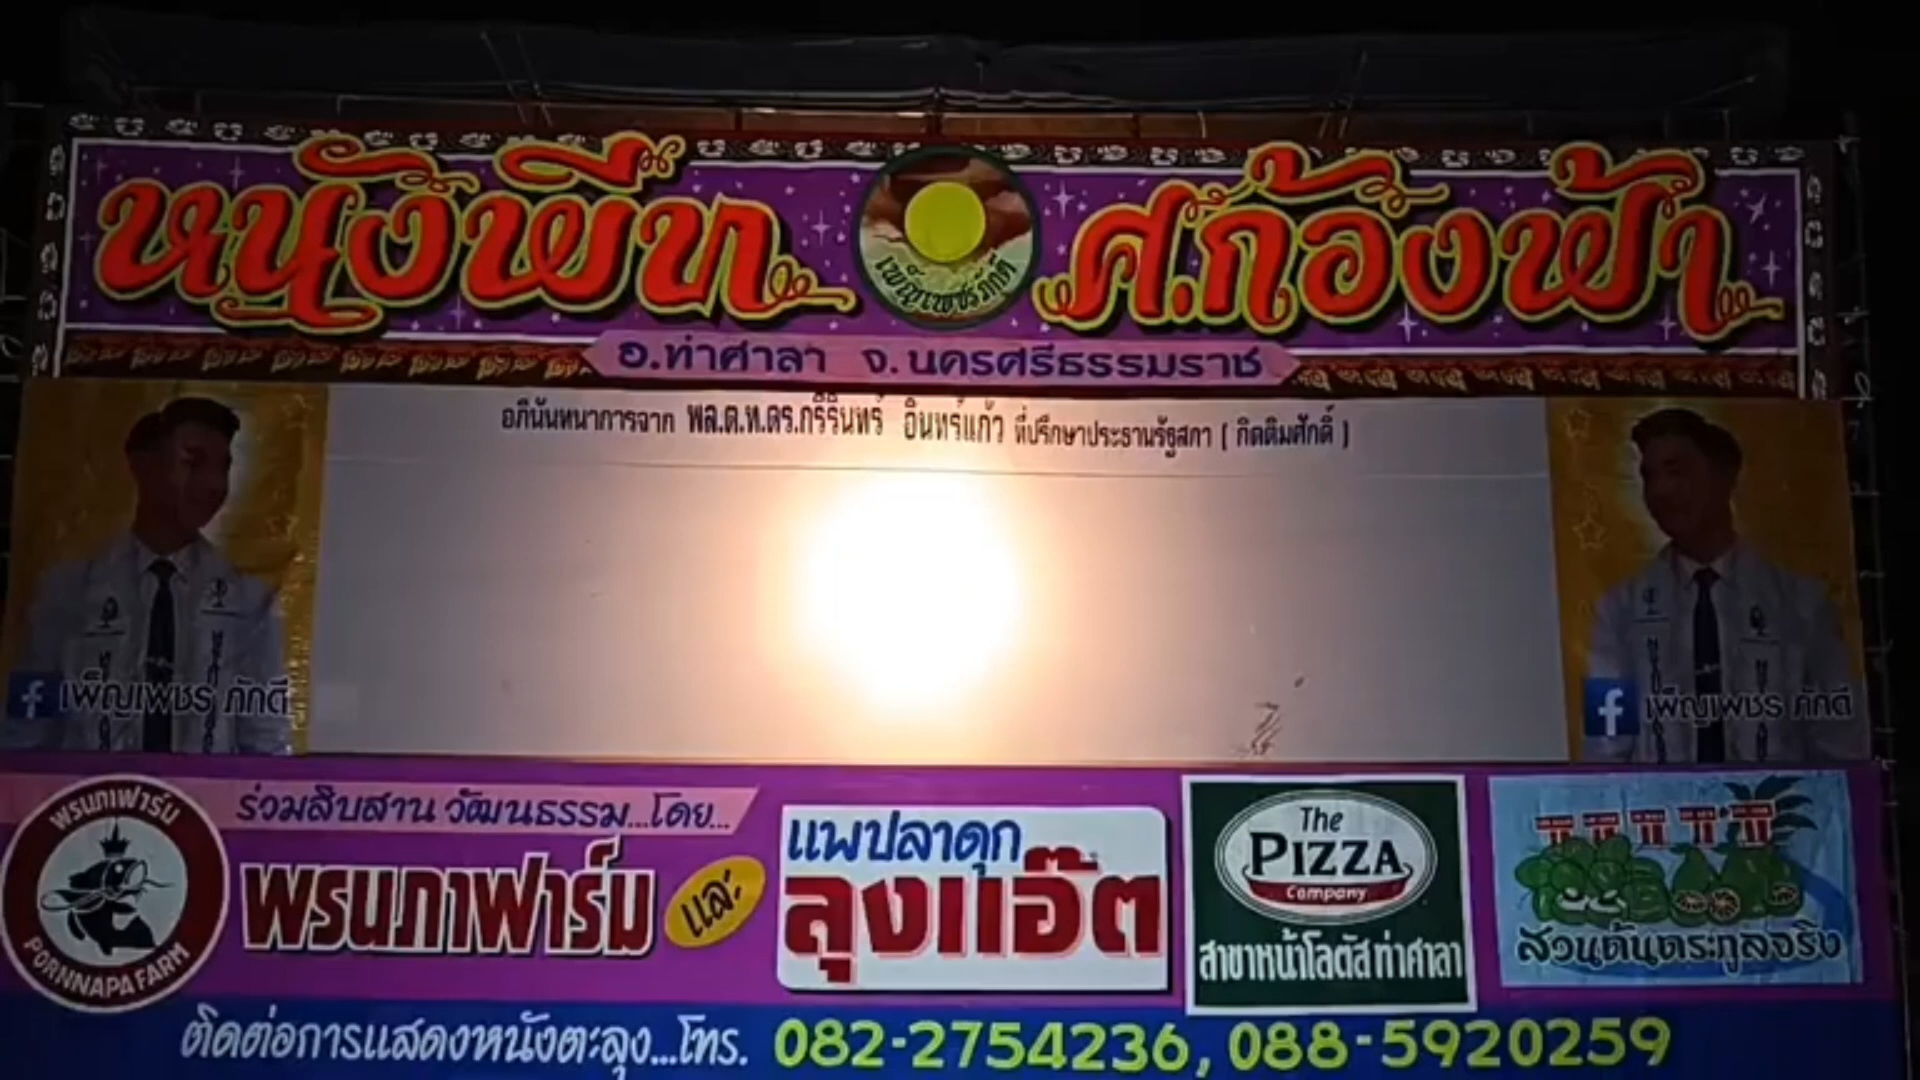 หนังพีท ศ.ก้องฟ้า
เพ็ญเพชร ภักดี
อ.ท่าศาลา จ.นครศรีธรรมราช
อภินันทนาการจาก พล.ต.ท.ดร.กรีรินทร์ อินทร์แก้ว ที่ปรึกษาประธานรัฐสภา ( กิตติมศักดิ์ )
เพ็ญเพชร ภักดี
เพ็ญเพชร ภักดี
พรนภาฟาร์ม
PORNNAPA FARM
ร่วมสืบสาน วัฒนธรรม...โดย...
พรนภาฟาร์ม และ
แพปลาดุก
ลุงแอ๊ต
The
PIZZA
Company
สาขาหน้าโลตัสท่าศาลา
สวนต้นตระกูลจริง
ติดต่อการแสดงหนังตะลุง...โทร. 082-2754236, 088-5920259